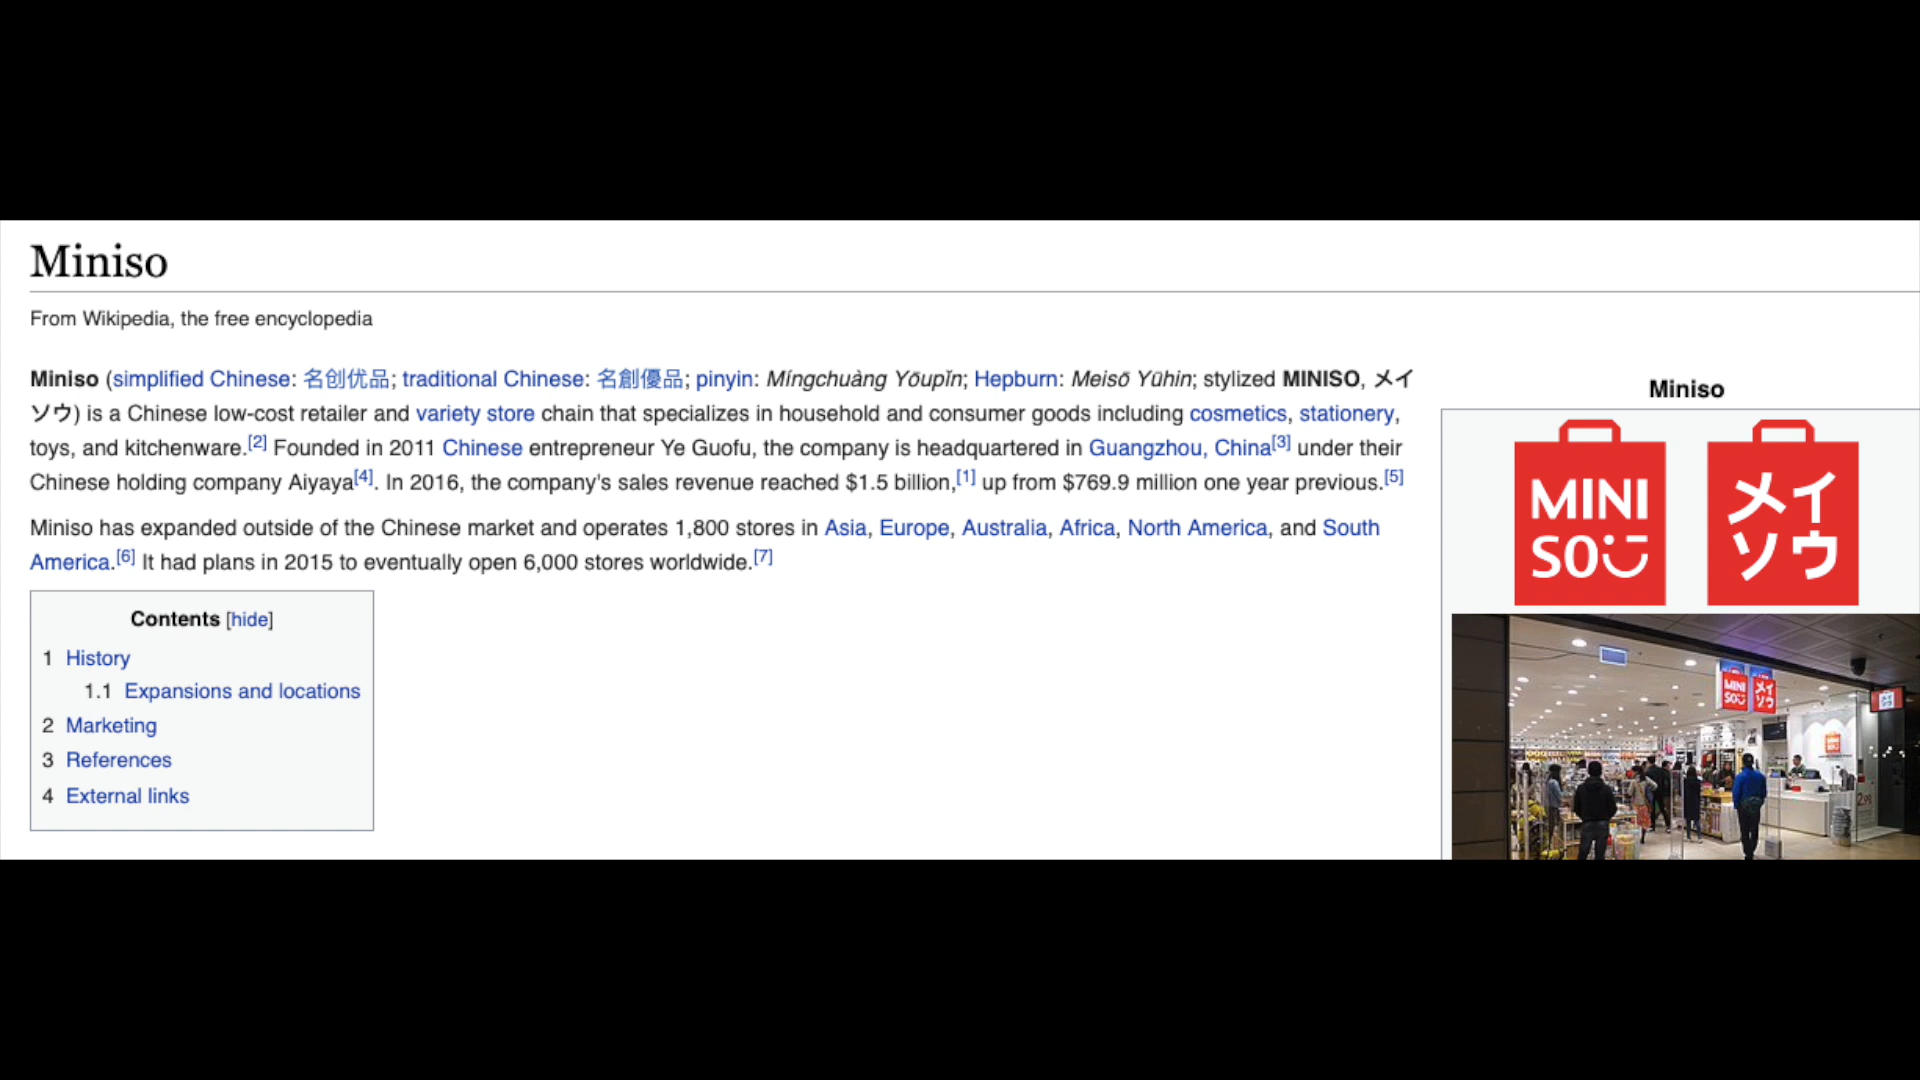 Miniso
From Wikipedia, the free encyclopedia
Miniso (simplified Chinese: 名创优品; traditional Chinese: 名創優品; pinyin: Míngchuàng Yōupǐn; Hepburn: Meisō Yūhin; stylized MINISO, メイ
ソウ) is a Chinese low-cost retailer and variety store chain that specializes in household and consumer goods including cosmetics, stationery,
toys, and kitchenware.[2] Founded in 2011 Chinese entrepreneur Ye Guofu, the company is headquartered in Guangzhou, China[3] under their
Chinese holding company Aiyaya[4]. In 2016, the company's sales revenue reached $1.5 billion,[1] up from $769.9 million one year previous.[5]
Miniso has expanded outside of the Chinese market and operates 1,800 stores in Asia, Europe, Australia, Africa, North America, and South
America.[6] It had plans in 2015 to eventually open 6,000 stores worldwide.[7]
Contents [hide]
1 History
1.1 Expansions and locations
2 Marketing
3 References
4 External links
Miniso
MINI
SO
メイ
ソウ
MINI
SO
メイ
ソウ